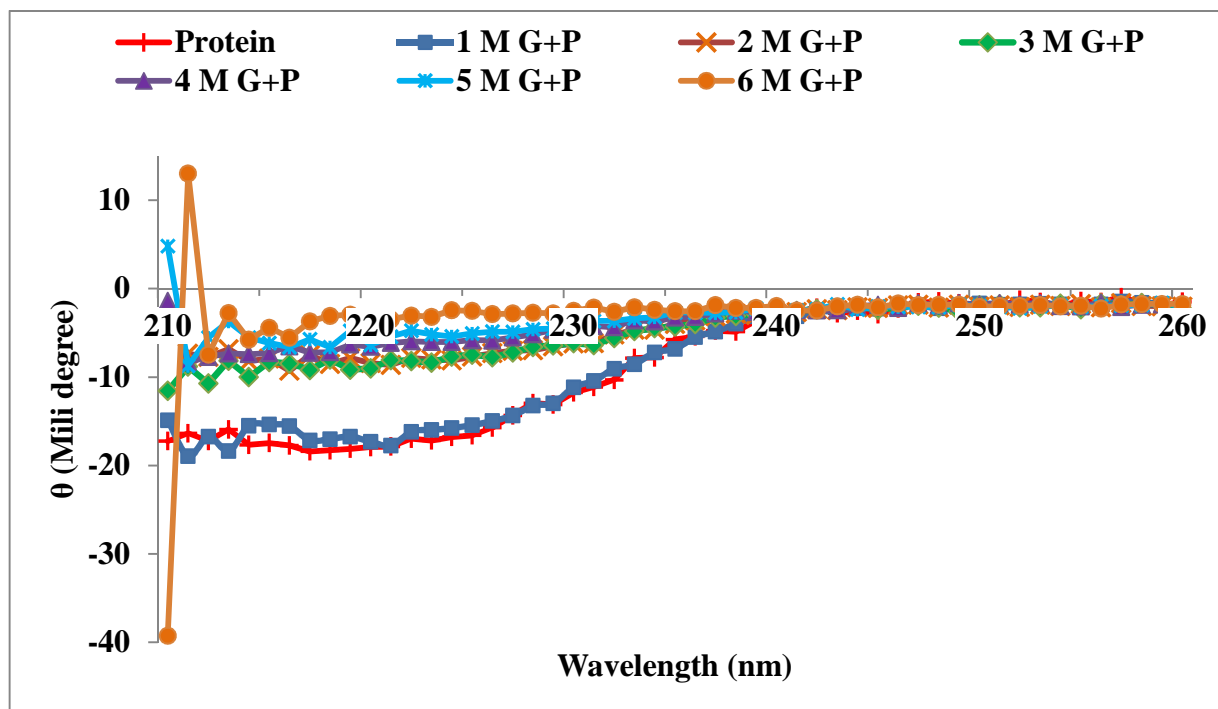 Protein 1 M G+P 2 M G+P 3 M G+P
4 M G+P 5 M G+P 6 M G+P
10
0
210 220 230 240 250 260
-10
-20
-30
-40
θ (Mili degree)
Wavelength (nm)